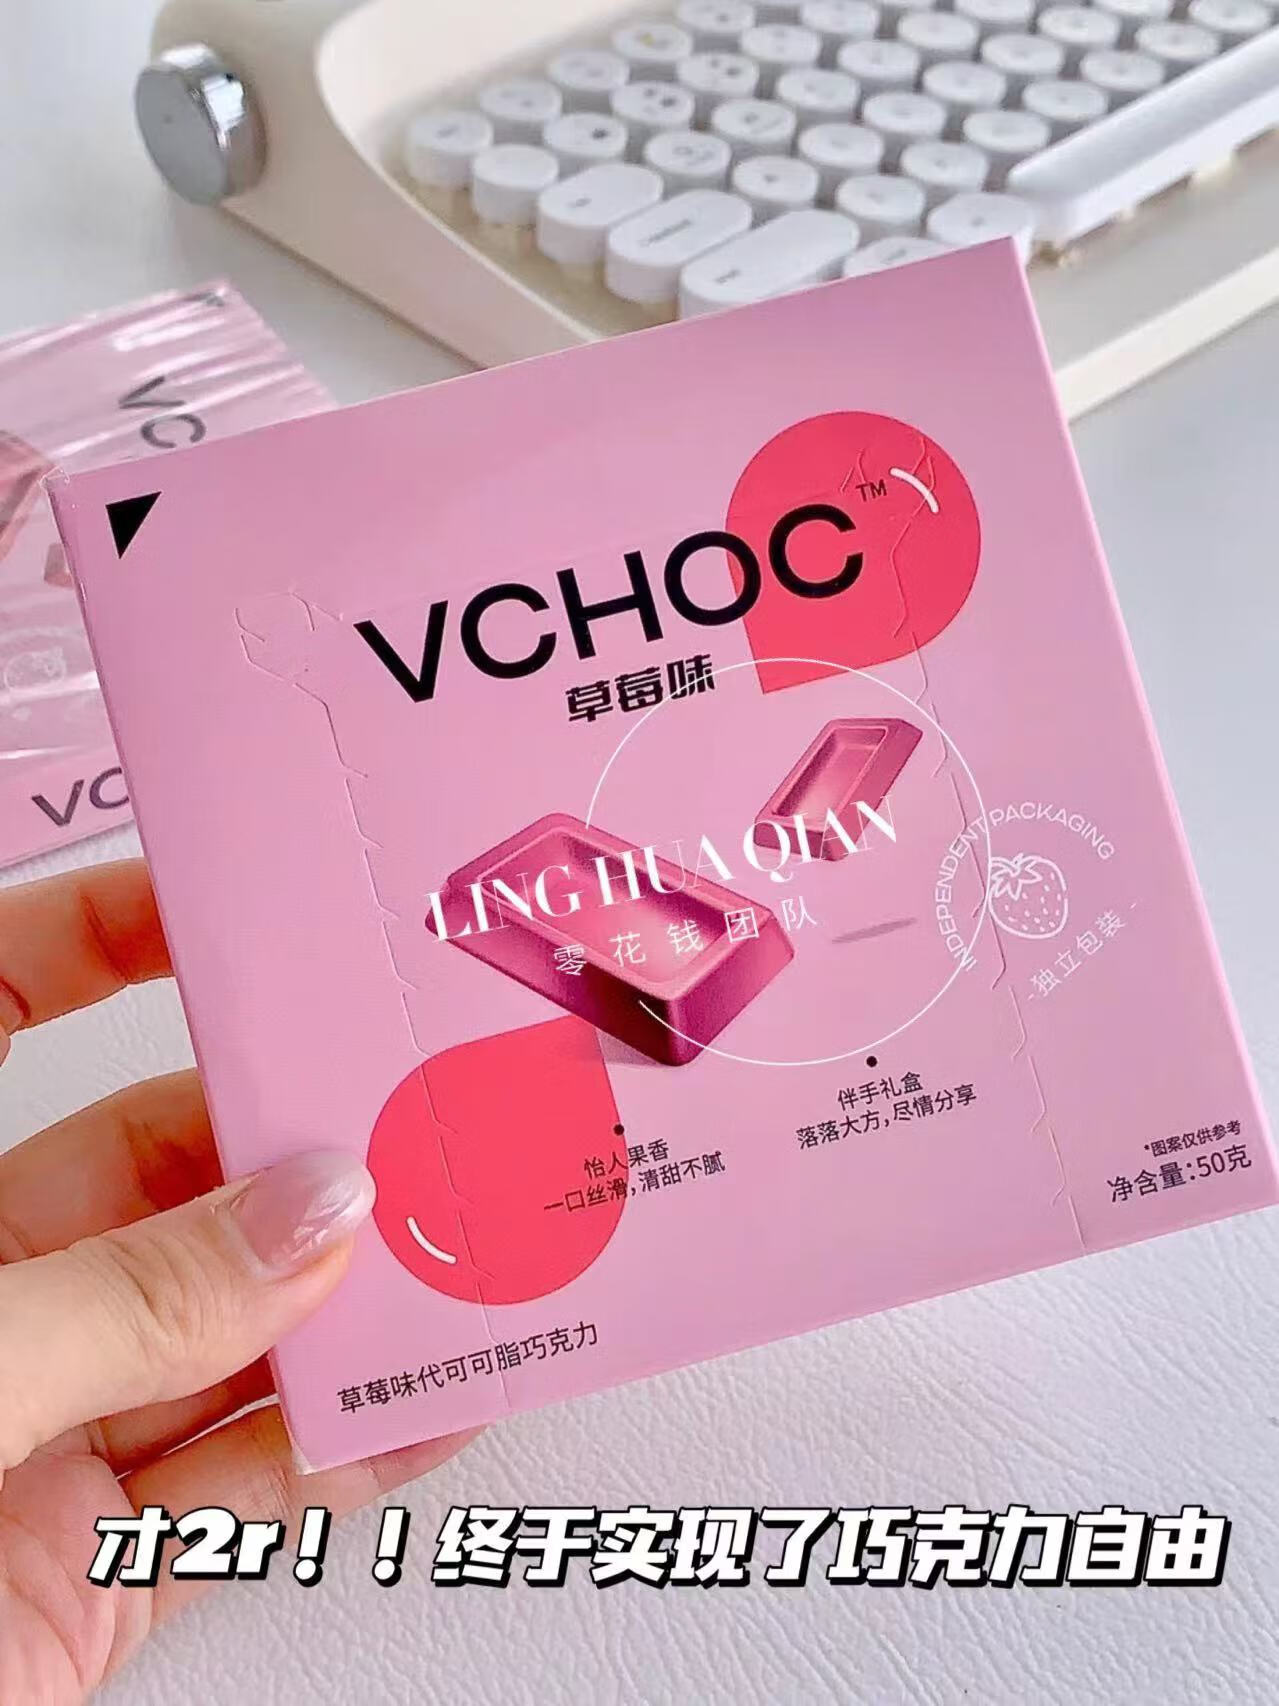 VC
VC
VCHOC™
草莓味
INDEPENDENT PACKAGING
-独立包装-
LING HUA QIAN
零花钱团队
怡人果香
一口丝滑,清甜不腻
伴手礼盒
落落大方,尽情分享
*图案仅供参考
净含量:50克
草莓味代可可脂巧克力
才2r！！终于实现了巧克力自由